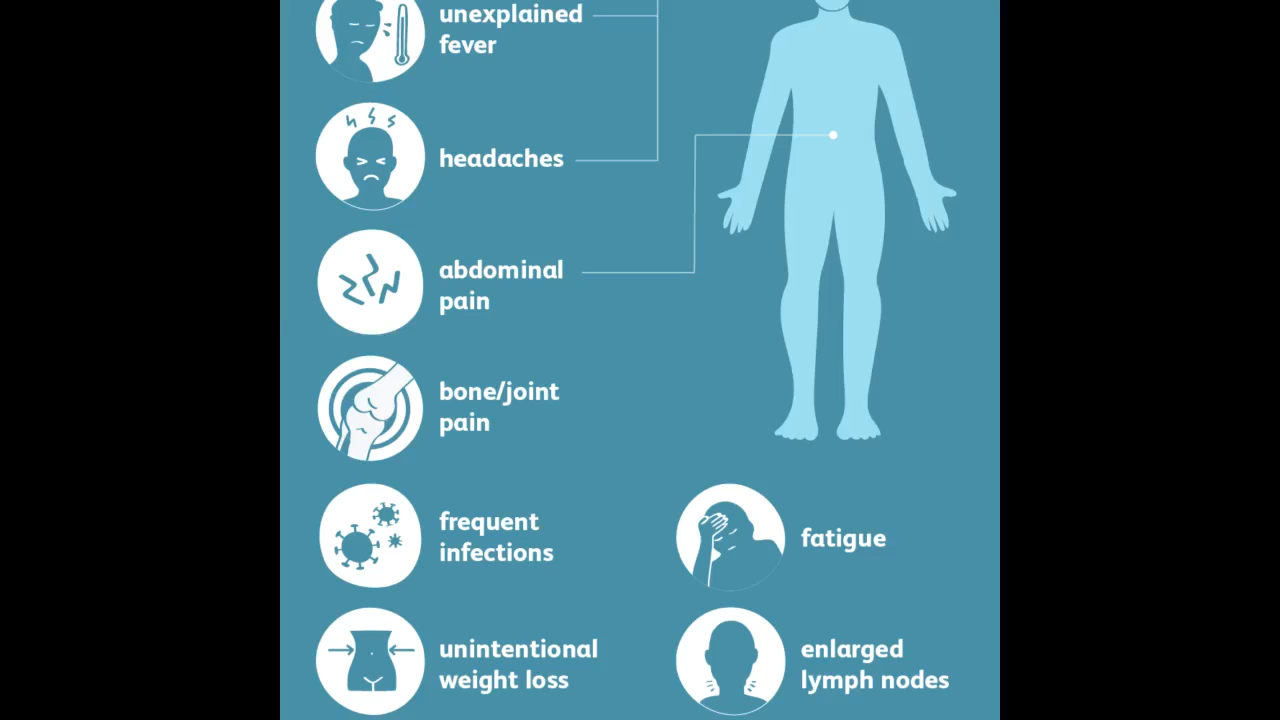 unexplained
fever
headaches
abdominal
pain
bone/joint
pain
frequent
infections
fatigue
unintentional
weight loss
enlarged
lymph nodes